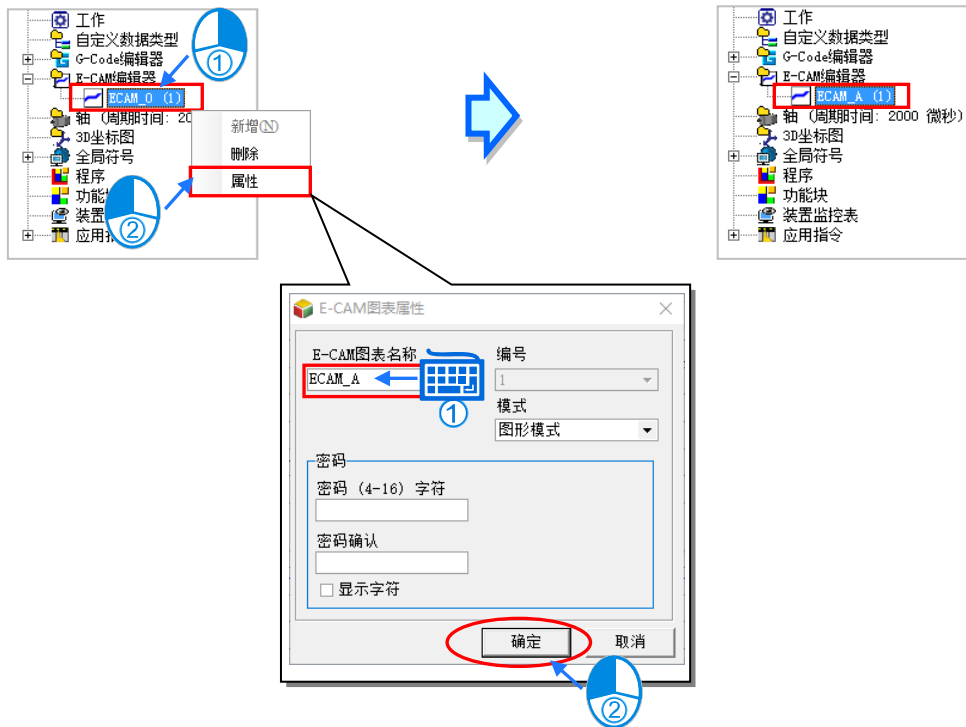 工作
自定义数据类型
G-Code编辑器
E-CAM编辑器
ECAM_0 (1)
轴 (周期时间: 20
3D坐标图
全局符号
程序
功能块
装置
应用指
新增(N)
删除
属性
①
②
工作
自定义数据类型
G-Code编辑器
E-CAM编辑器
ECAM_A (1)
轴 (周期时间: 2000 微秒)
3D坐标图
全局符号
程序
功能块
装置监控表
应用指令
E-CAM图表属性
E-CAM图表名称
编号
ECAM_A
1
①
模式
图形模式
密码
密码 (4-16) 字符
密码确认
显示字符
确定
取消
②